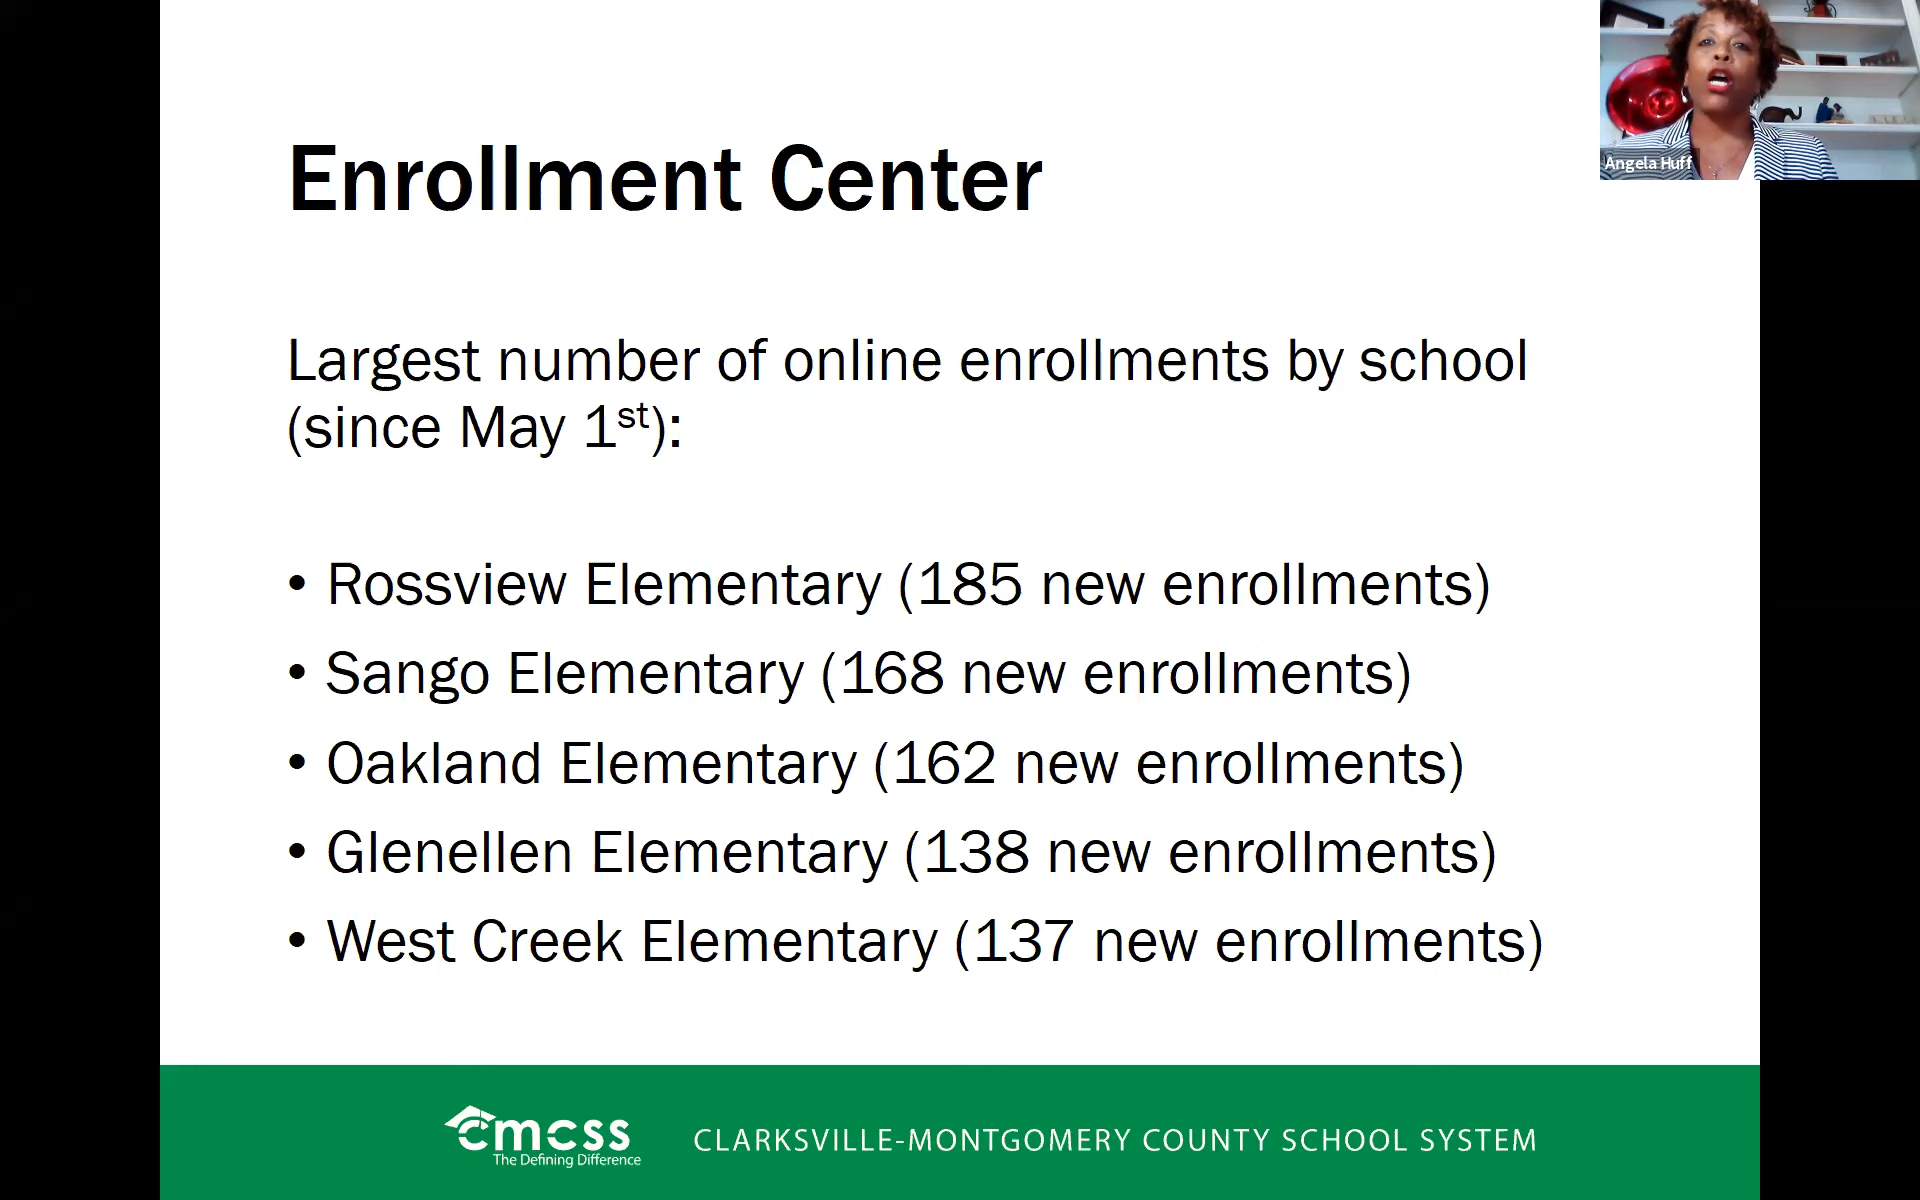 Enrollment Center
Angela Huff
Largest number of online enrollments by school
(since May 1st):
• Rossview Elementary (185 new enrollments)
• Sango Elementary (168 new enrollments)
• Oakland Elementary (162 new enrollments)
• Glenellen Elementary (138 new enrollments)
• West Creek Elementary (137 new enrollments)
cmcss
The Defining Difference
CLARKSVILLE-MONTGOMERY COUNTY SCHOOL SYSTEM